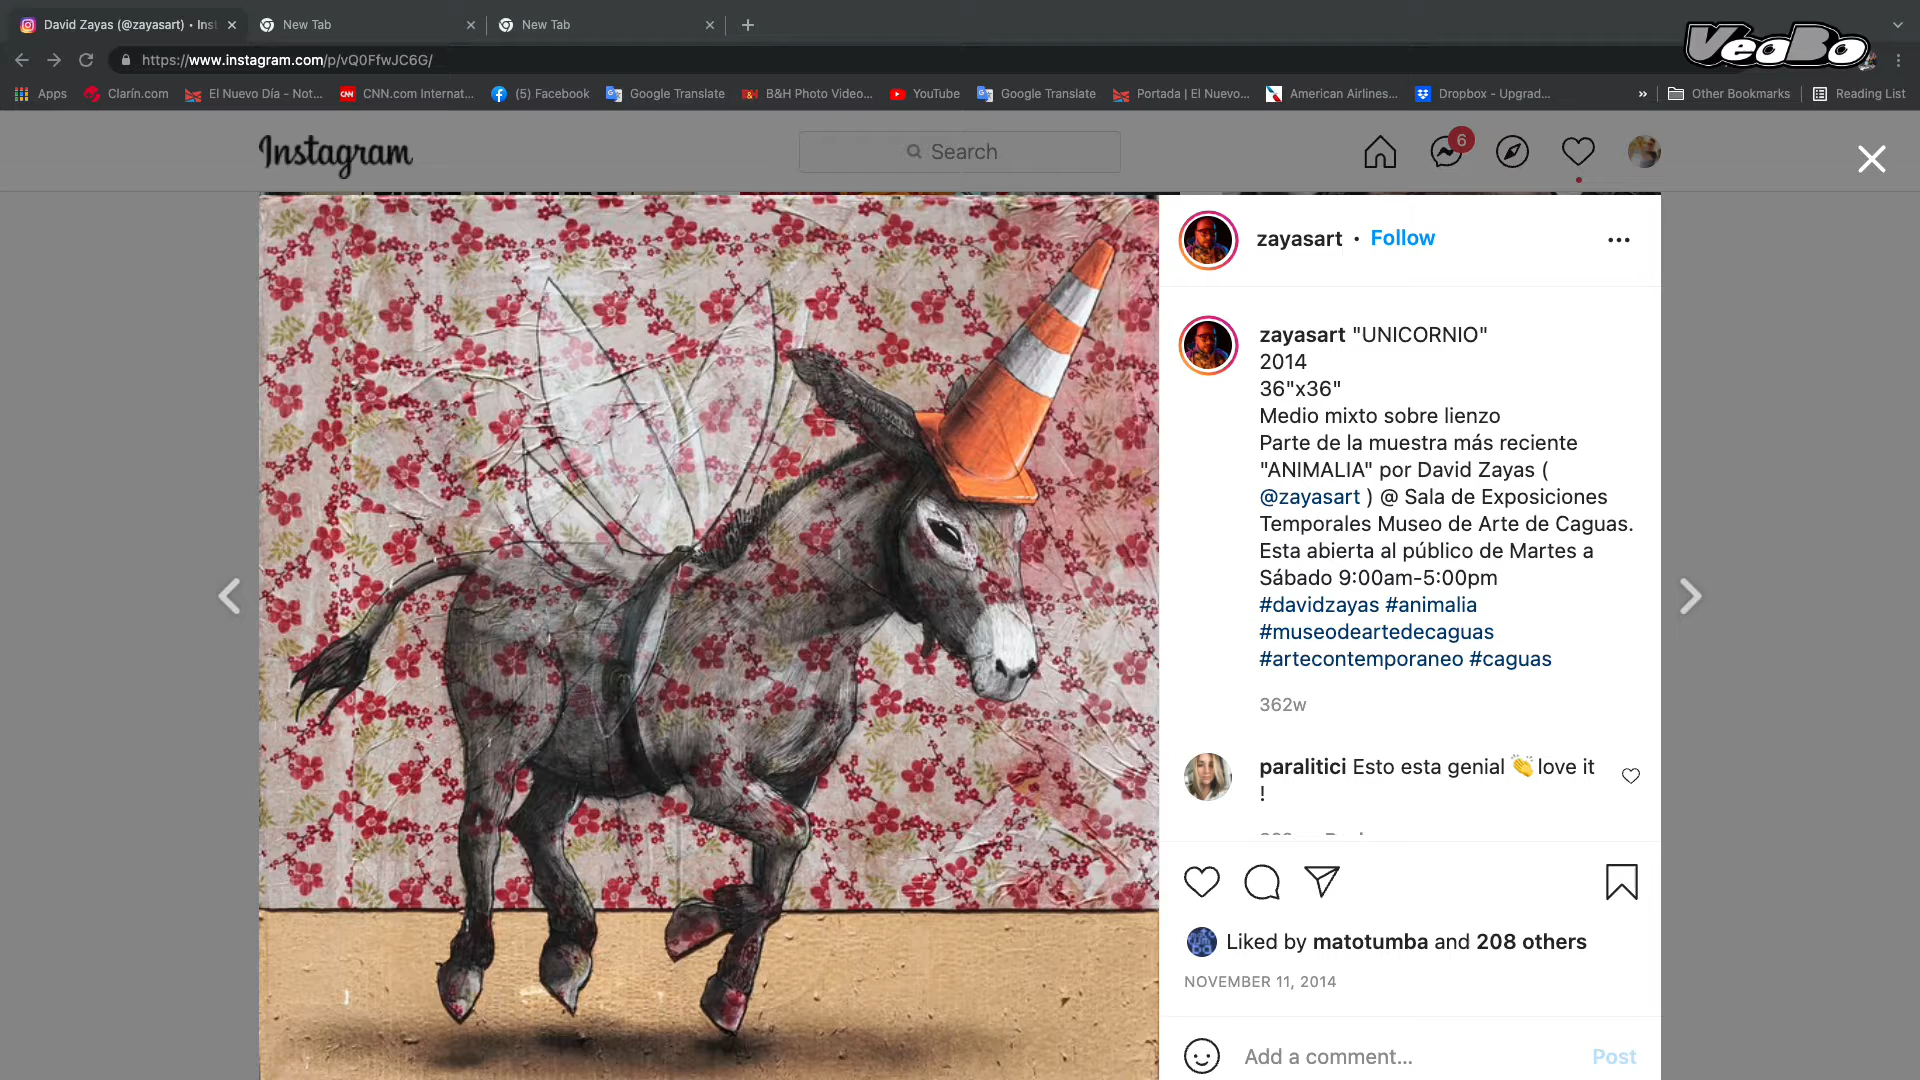 David Zayas (@zayasart) • Inst
New Tab
New Tab
VeaBo
https://www.instagram.com/p/vQ0FfwJC6G/
Apps
Clarín.com
El Nuevo Día - Not...
CNN
CNN.com Internat...
(5) Facebook
Google Translate
B&H Photo Video...
YouTube
Google Translate
Portada | El Nuevo...
American Airlines...
Dropbox - Upgrad...
»
Other Bookmarks
Reading List
Instagram
Search
6
zayasart • Follow
zayasart "UNICORNIO"
2014
36"x36"
Medio mixto sobre lienzo
Parte de la muestra más reciente
"ANIMALIA" por David Zayas (
@zayasart ) @ Sala de Exposiciones
Temporales Museo de Arte de Caguas.
Esta abierta al público de Martes a
Sábado 9:00am-5:00pm
#davidzayas #animalia
#museodeartedecaguas
#artecontemporaneo #caguas
362w
paralitici Esto esta genial 👏 love it
!
Liked by matotumba and 208 others
NOVEMBER 11, 2014
Add a comment...
Post